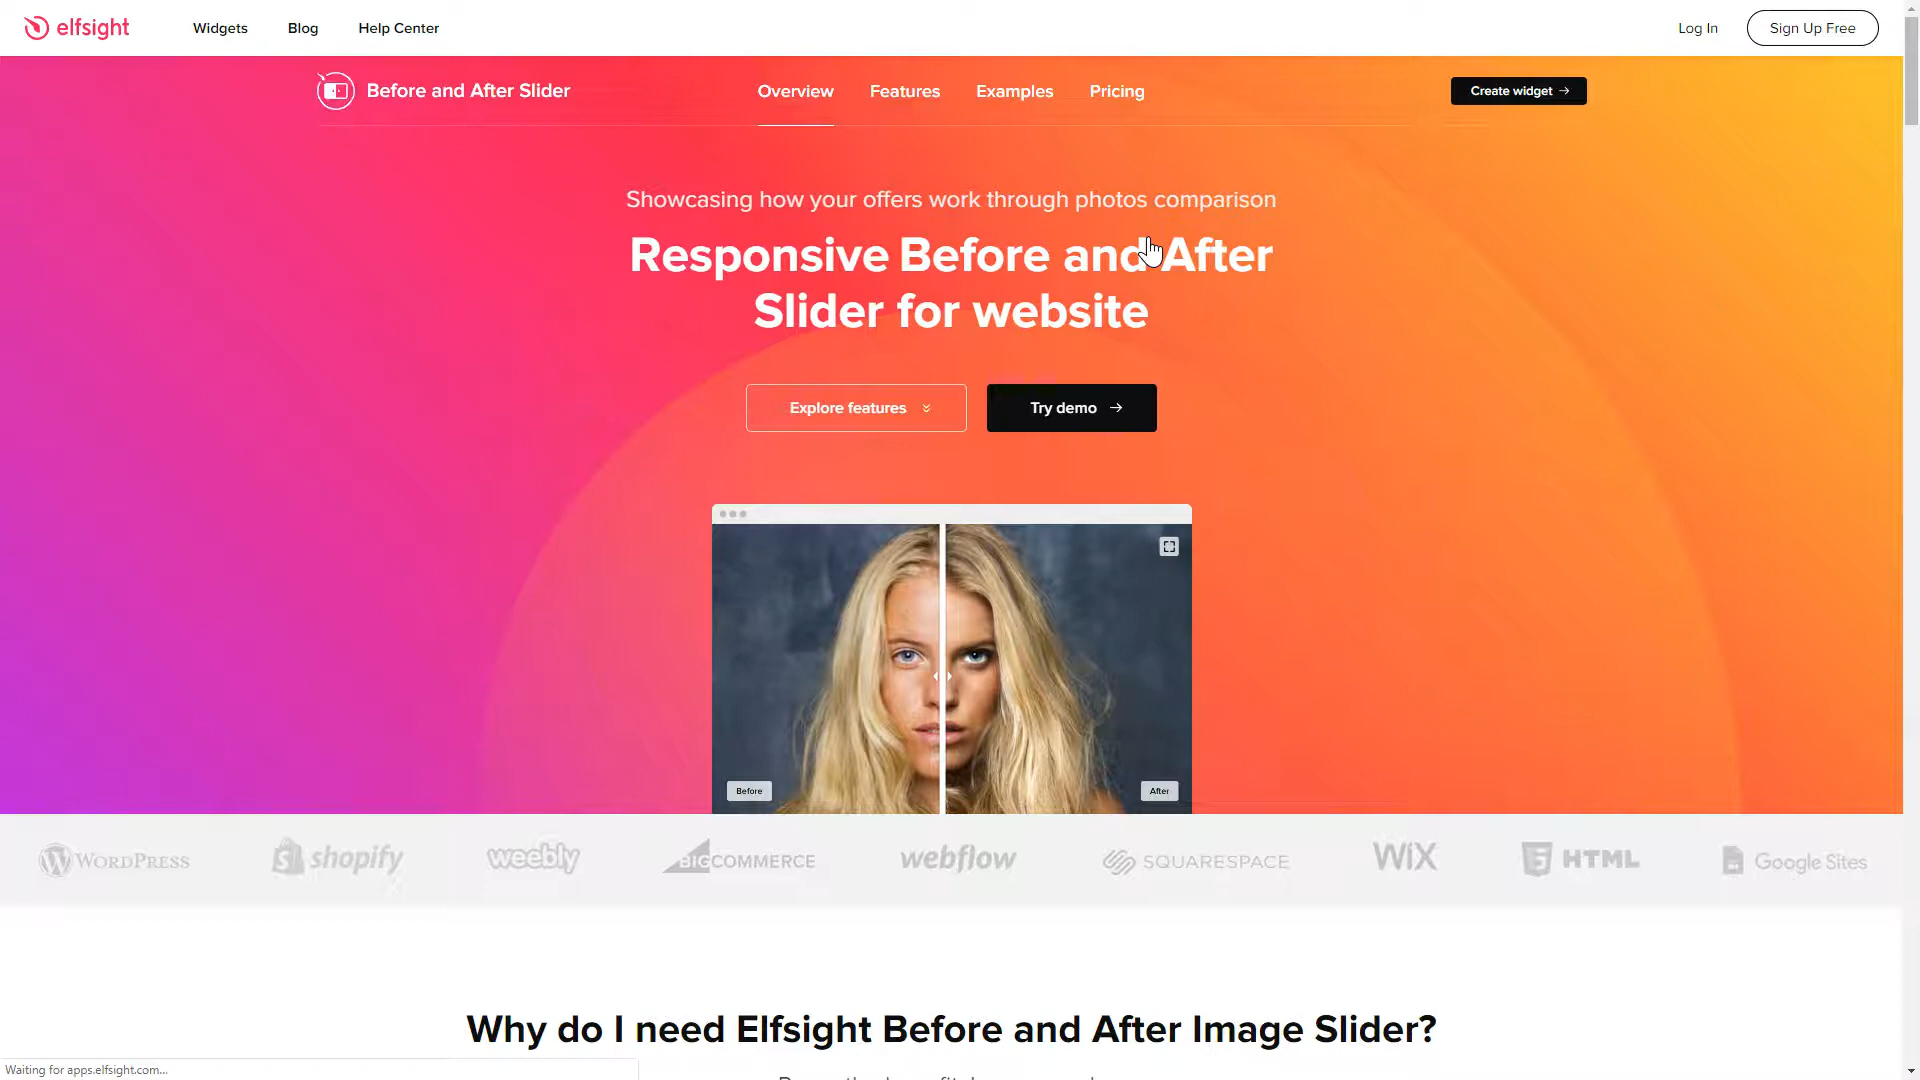 elfsight
Widgets
Blog
Help Center
Log In
Sign Up Free
Before and After Slider
Overview
Features
Examples
Pricing
Create widget →
Showcasing how your offers work through photos comparison
Responsive Before and After
Slider for website
Explore features
Try demo →
Before
After
WORDPRESS
shopify
weebly
BIGCOMMERCE
webflow
SQUARESPACE
WiX
HTML
Google Sites
Why do I need Elfsight Before and After Image Slider?
Waiting for apps.elfsight.com...